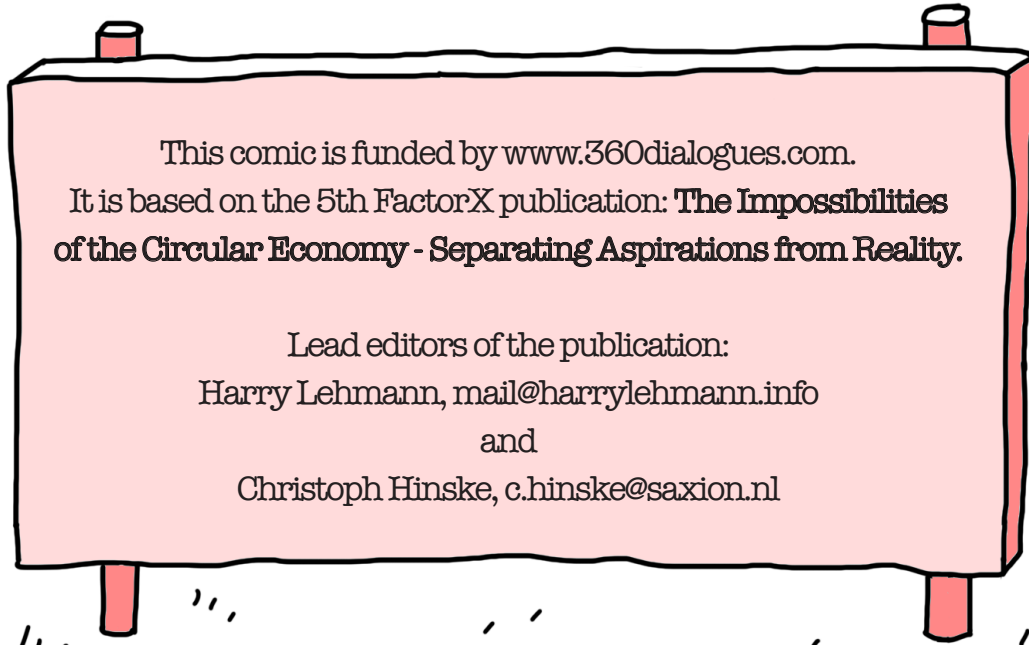 This comic is funded by www.360dialogues.com.
It is based on the 5th FactorX publication: The Impossibilities
of the Circular Economy - Separating Aspirations from Reality.
Lead editors of the publication:
Harry Lehmann, mail@harrylehmann.info
and
Christoph Hinske, c.hinske@saxion.nl